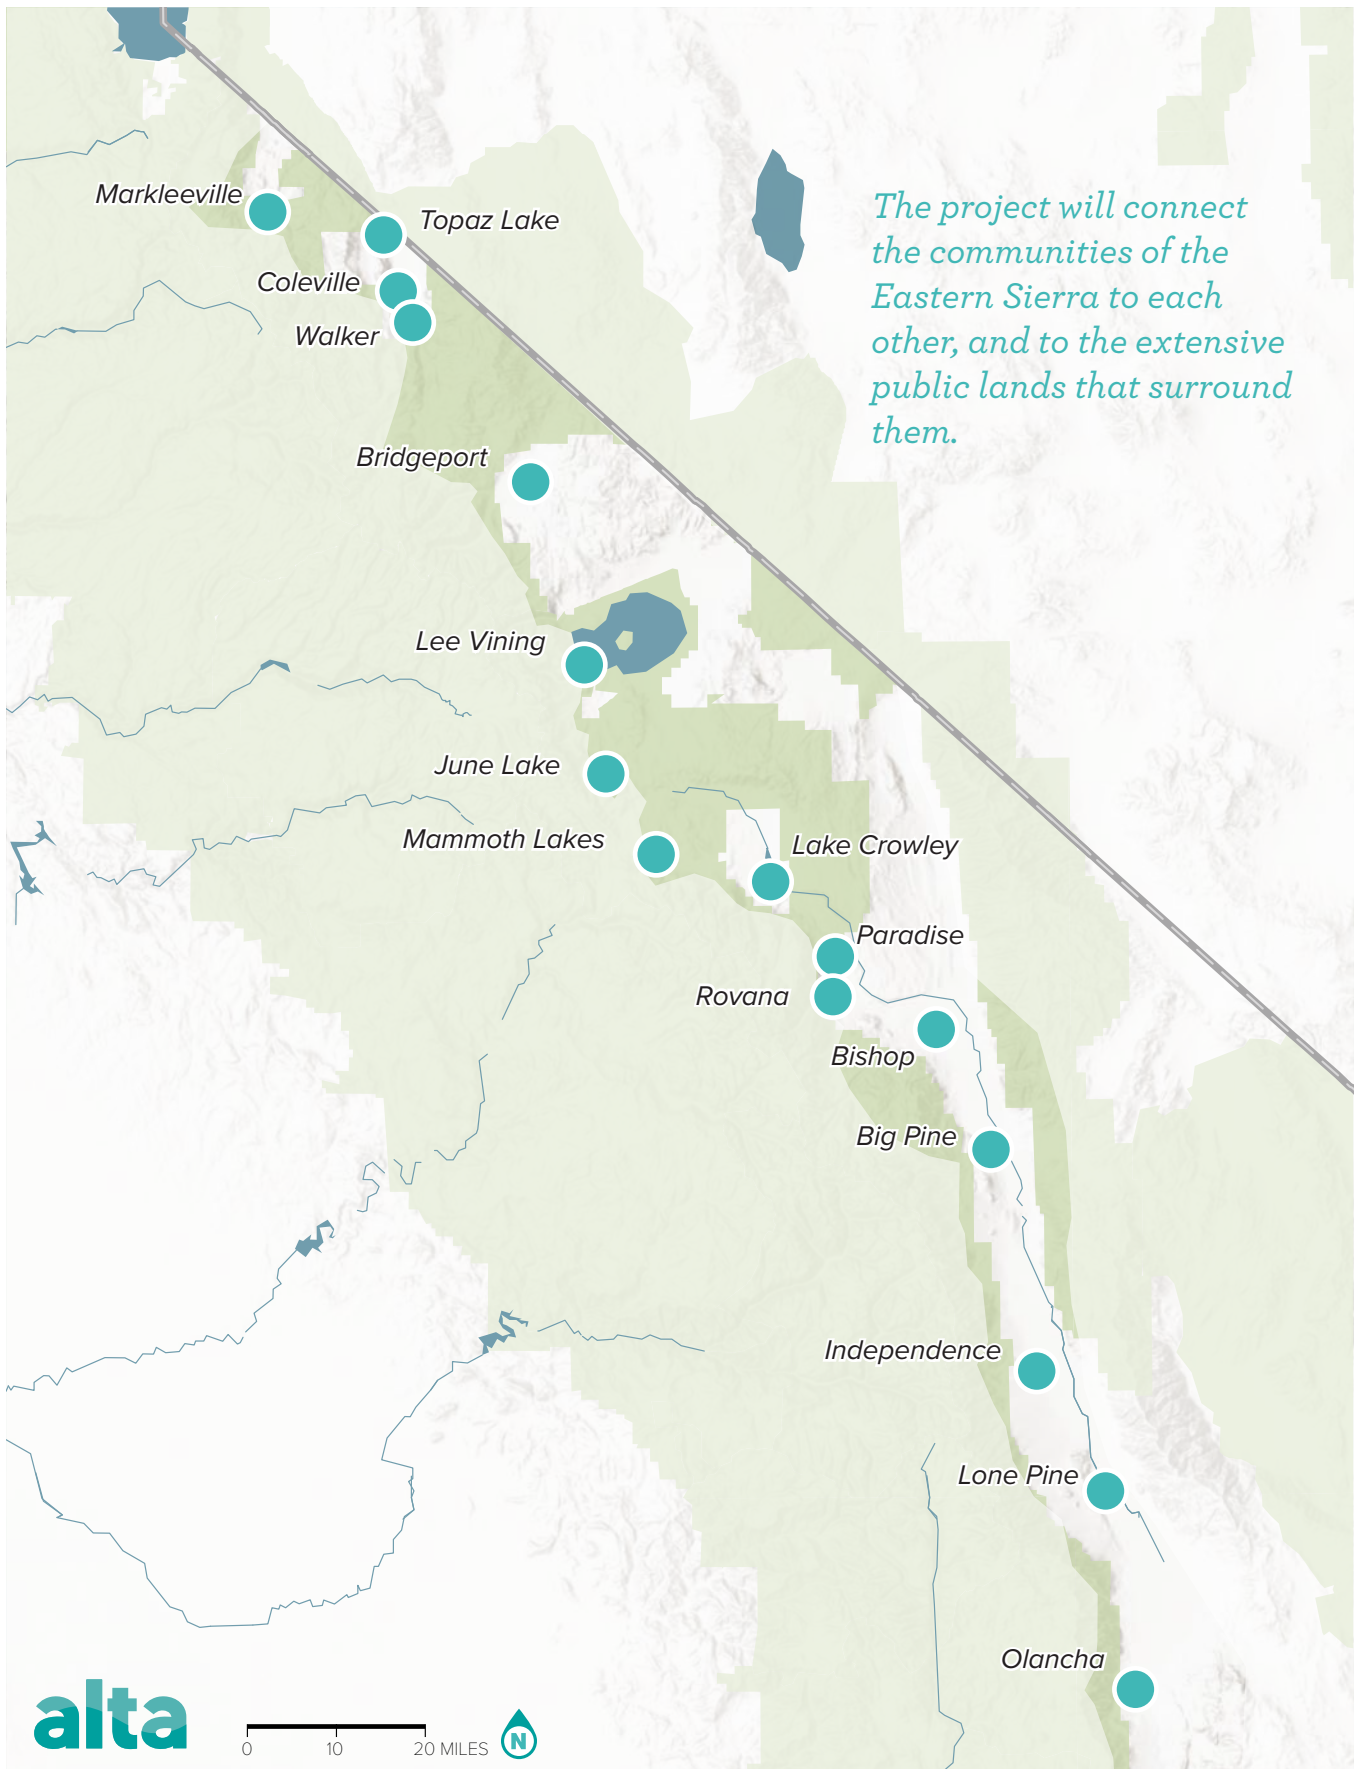 Markleeville
Topaz Lake
The project will connect
the communities of the
Eastern Sierra to each
other, and to the extensive
public lands that surround
them.
Coleville
Walker
Bridgeport
Lee Vining
June Lake
Mammoth Lakes
Lake Crowley
Paradise
Rovana
Bishop
Big Pine
Independence
Lone Pine
Olancha
alta
0 10 20 MILES
N